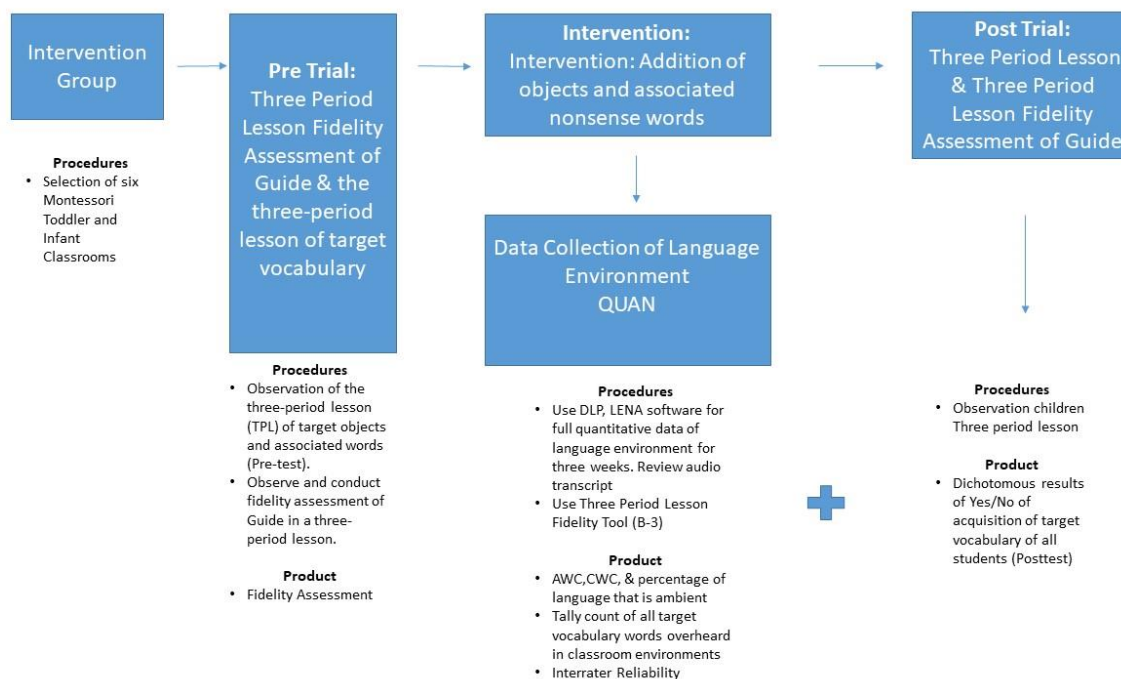 Intervention
Group
Procedures
• Selection of six
Montessori
Toddler and
Infant
Classrooms
Pre Trial:
Three Period
Lesson Fidelity
Assessment of
Guide & the
three-period
lesson of target
vocabulary
Procedures
• Observation of the
three-period lesson
(TPL) of target objects
and associated words
(Pre-test).
• Observe and conduct
fidelity assessment of
Guide in a three-
period lesson.
Product
• Fidelity Assessment
Intervention:
Intervention: Addition of
objects and associated
nonsense words
Data Collection of Language
Environment
QUAN
Procedures
• Use DLP, LENA software for
full quantitative data of
language environment for
three weeks. Review audio
transcript
• Use Three Period Lesson
Fidelity Tool (B-3)
Product
• AWC,CWC, & percentage of
language that is ambient
• Tally count of all target
vocabulary words overheard
in classroom environments
• Interrater Reliability
Post Trial:
Three Period Lesson
& Three Period
Lesson Fidelity
Assessment of Guide
Procedures
• Observation children
Three period lesson
Product
• Dichotomous results
of Yes/No of
acquisition of target
vocabulary of all
students (Posttest)